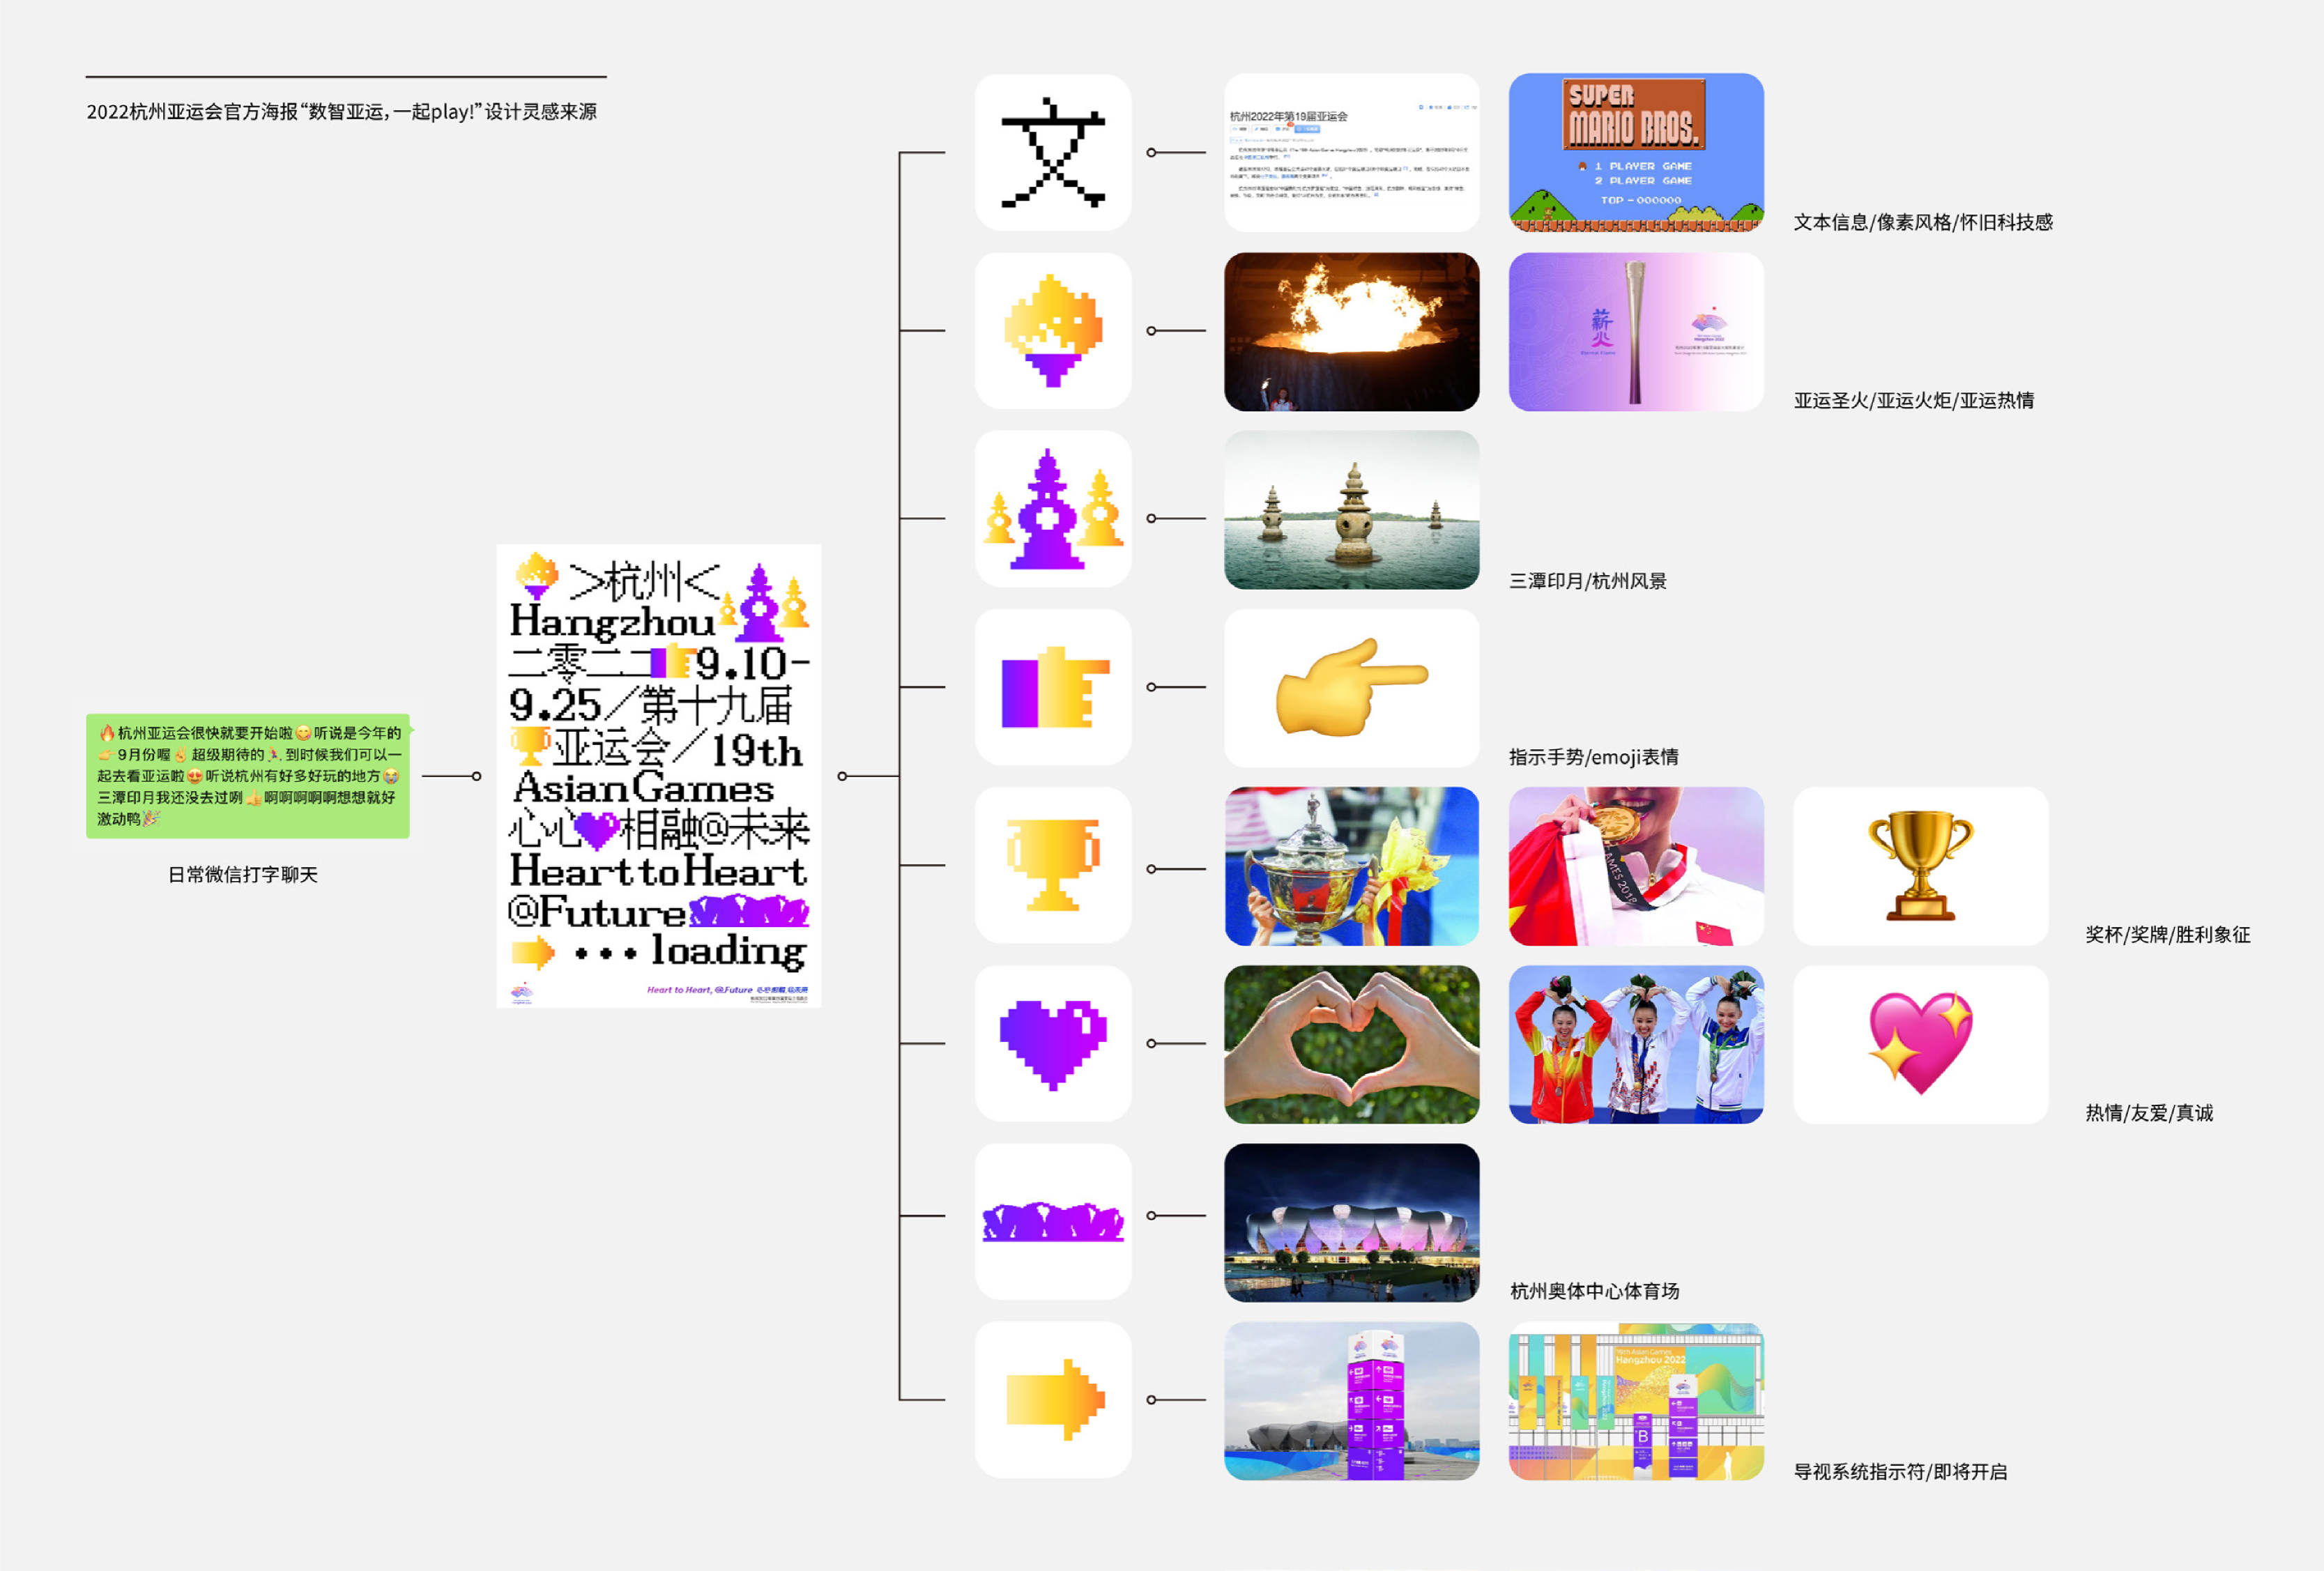 2022杭州亚运会官方海报“数智亚运,一起play!”设计灵感来源
🔥杭州亚运会很快就要开始啦😋听说是今年的
👉9月份喔✌超级期待的🏃‍♀️到时候我们可以一
起去看亚运啦😍听说杭州有好多好玩的地方😭
三潭印月我还没去过咧👍啊啊啊啊啊想想就好
激动鸭🎉
日常微信打字聊天
>杭州<
Hangzhou
二零二二9.10-
9.25/第十九届
亚运会/19th
Asian Games
心心相融@未来
Heart to Heart
@Future
•••loading
Heart to Heart, @Future 心心相融,@未来
文
杭州2022年第19届亚运会
SUPER
MARIO BROS.
1 PLAYER GAME
2 PLAYER GAME
TOP-000000
文本信息/像素风格/怀旧科技感
薪火
Eternal Flame
Hangzhou 2022
亚运圣火/亚运火炬/亚运热情
三潭印月/杭州风景
指示手势/emoji表情
GAMES 2018
奖杯/奖牌/胜利象征
热情/友爱/真诚
杭州奥体中心体育场
19th Asian Games
Hangzhou 2022
B
导视系统指示符/即将开启